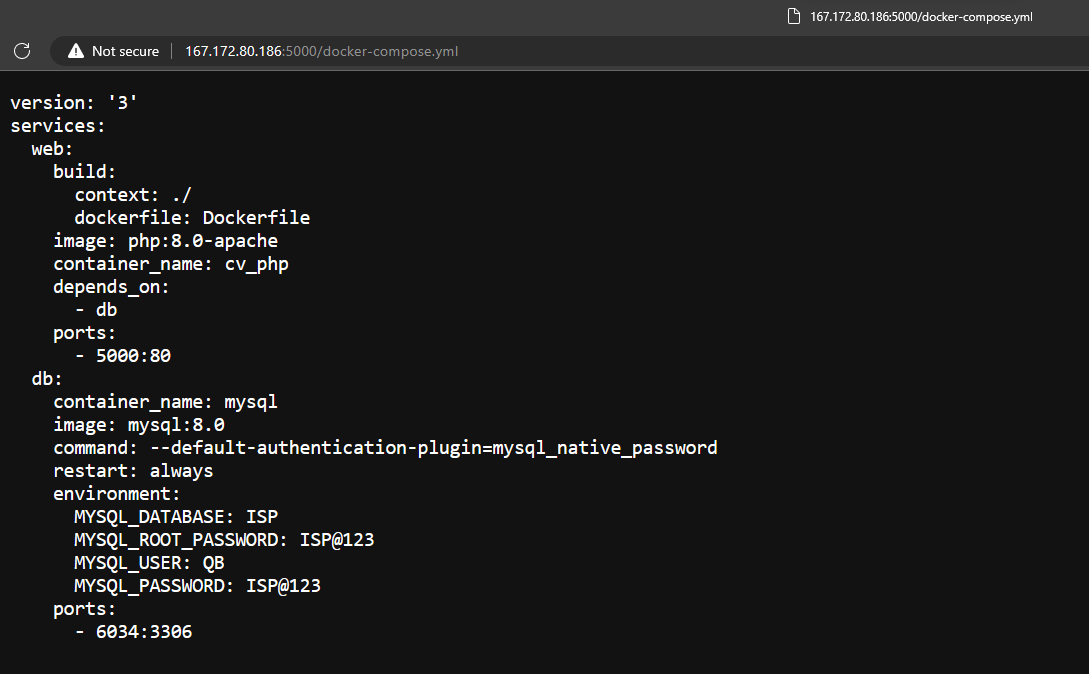 167.172.80.186:5000/docker-compose.yml
Not secure | 167.172.80.186:5000/docker-compose.yml
version: '3'
services:
  web:
    build:
      context: ./
      dockerfile: Dockerfile
    image: php:8.0-apache
    container_name: cv_php
    depends_on:
      - db
    ports:
      - 5000:80
  db:
    container_name: mysql
    image: mysql:8.0
    command: --default-authentication-plugin=mysql_native_password
    restart: always
    environment:
      MYSQL_DATABASE: ISP
      MYSQL_ROOT_PASSWORD: ISP@123
      MYSQL_USER: QB
      MYSQL_PASSWORD: ISP@123
    ports:
      - 6034:3306